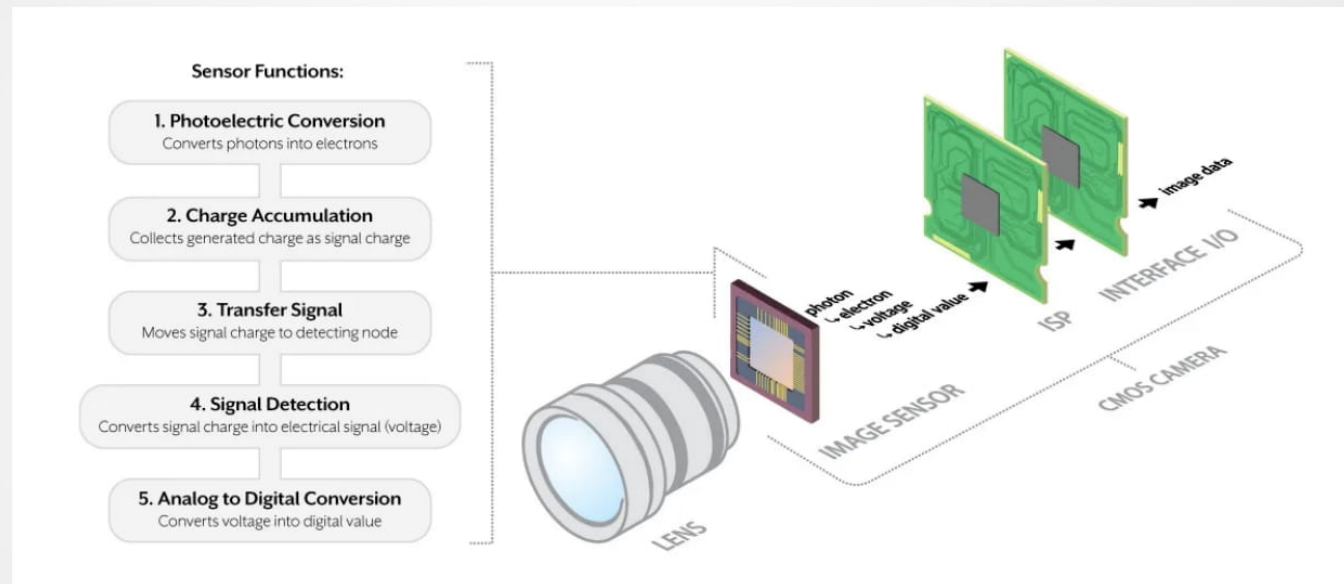 Sensor Functions:
1. Photoelectric Conversion
Converts photons into electrons
2. Charge Accumulation
Collects generated charge as signal charge
3. Transfer Signal
Moves signal charge to detecting node
4. Signal Detection
Converts signal charge into electrical signal (voltage)
5. Analog to Digital Conversion
Converts voltage into digital value
LENS
photon
↳ electron
↳ voltage
↳ digital value
IMAGE SENSOR
ISP
INTERFACE I/O
image data
CMOS CAMERA